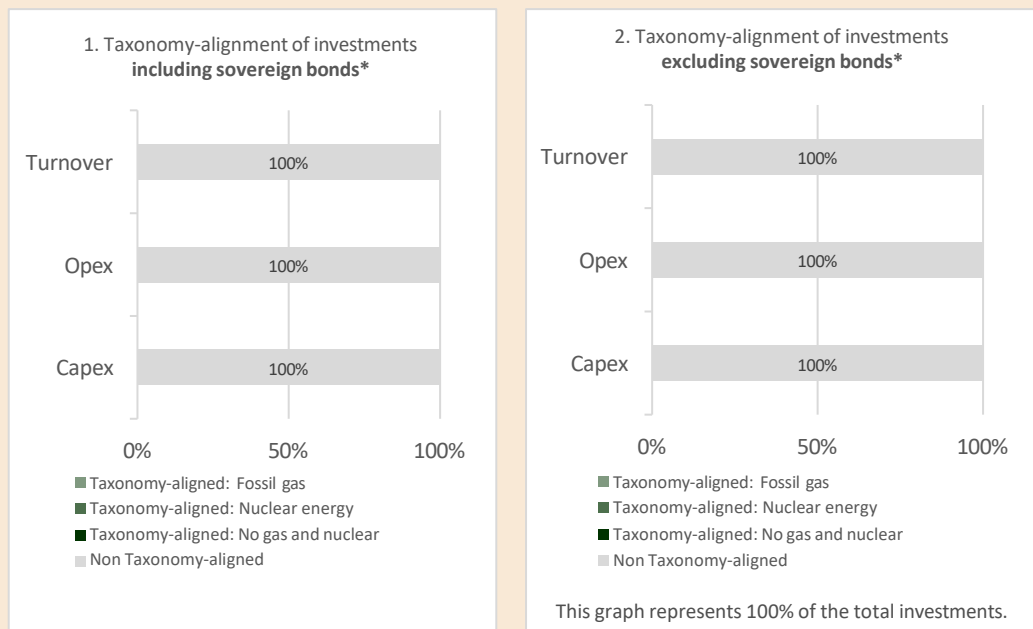 1. Taxonomy-alignment of investments
including sovereign bonds*
Turnover
100%
Opex
100%
Capex
100%
0%
50%
100%
Taxonomy-aligned: Fossil gas
Taxonomy-aligned: Nuclear energy
Taxonomy-aligned: No gas and nuclear
Non Taxonomy-aligned
2. Taxonomy-alignment of investments
excluding sovereign bonds*
Turnover
100%
Opex
100%
Capex
100%
0%
50%
100%
Taxonomy-aligned: Fossil gas
Taxonomy-aligned: Nuclear energy
Taxonomy-aligned: No gas and nuclear
Non Taxonomy-aligned
This graph represents 100% of the total investments.